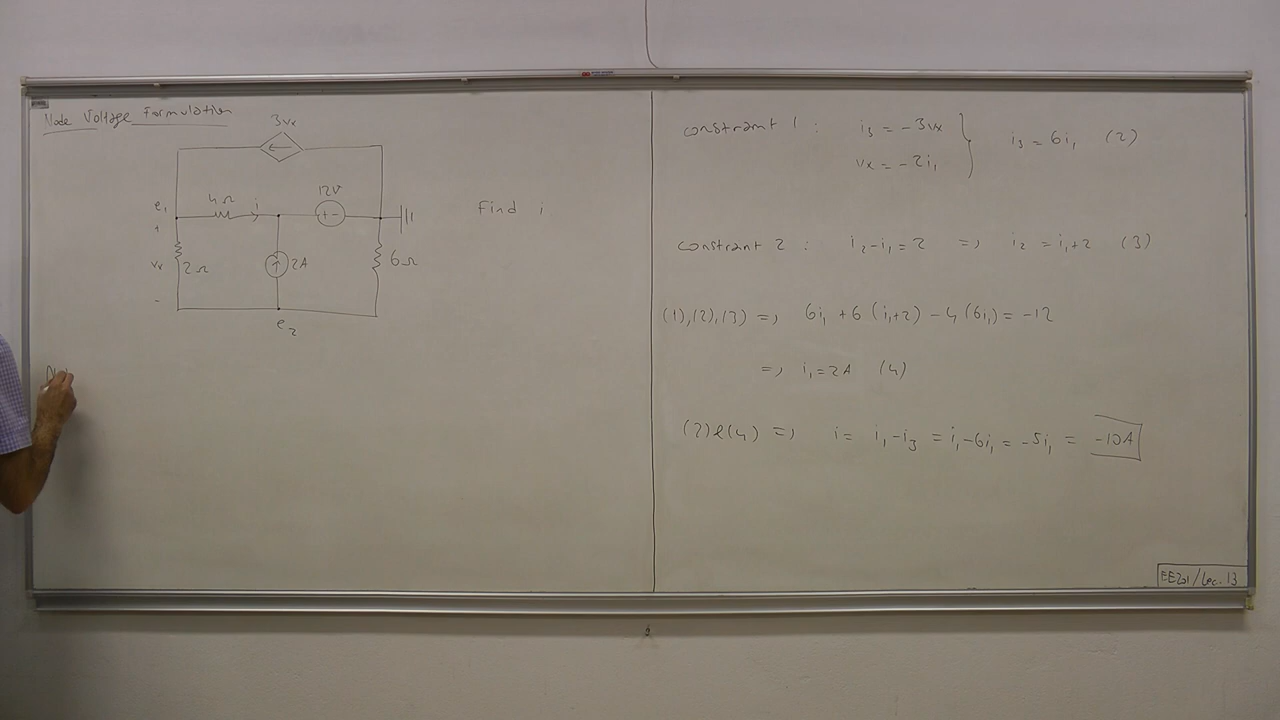 Node Voltage Formulation
3vx
12V
4Ω
i
e1
+
+ -
Find i
vx
2Ω
2A
6Ω
-
e2
constraint 1 : i3 = -3vx
vx = -2i1
i3 = 6i1 (2)
constraint 2 : i2-i1=2 => i2 = i1+2 (3)
(1),(2),(3) => 6i1 +6 (i1+2) - 4(6i1) = -12
=> i1=2A (4)
(2)&(4) => i = i1-i3 = i1-6i1 = -5i1 = -10A
EE201/Lec. 13